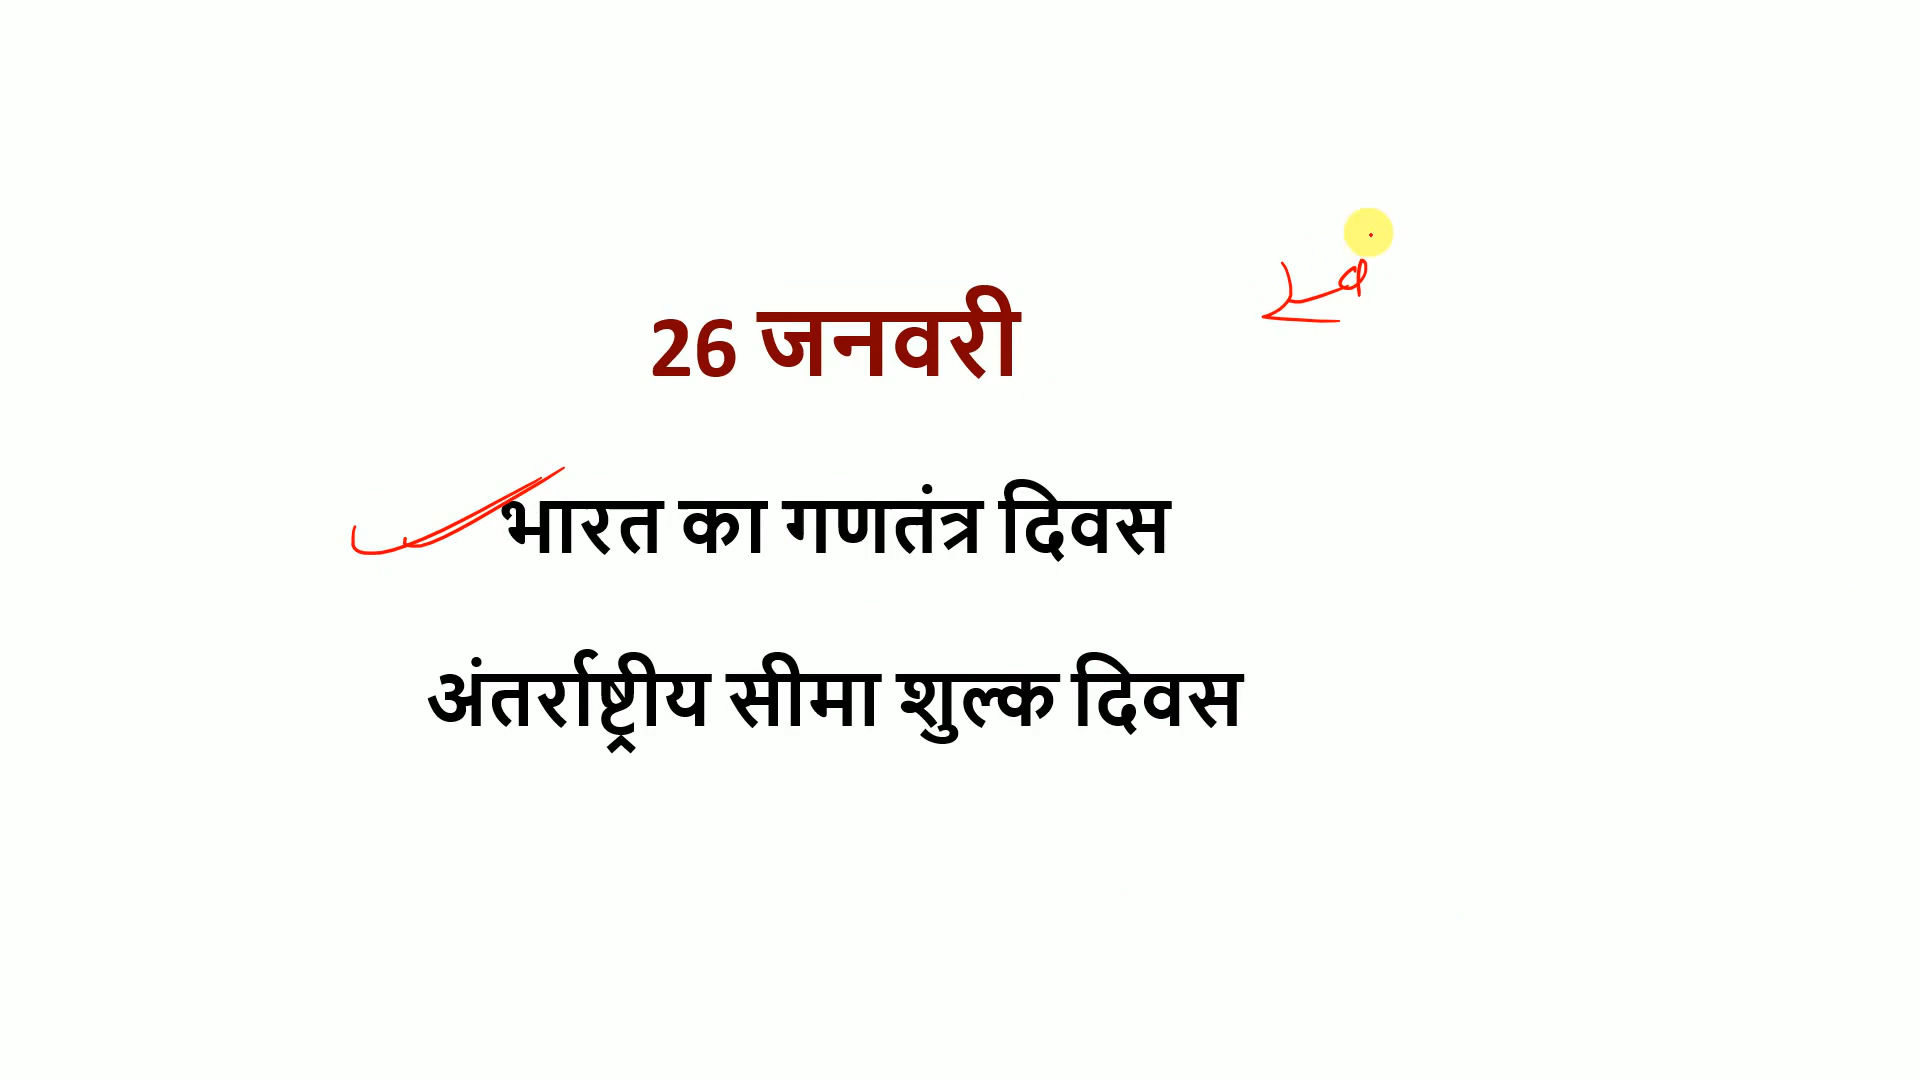 26 जनवरी
भारत का गणतंत्र दिवस
अंतर्राष्ट्रीय सीमा शुल्क दिवस